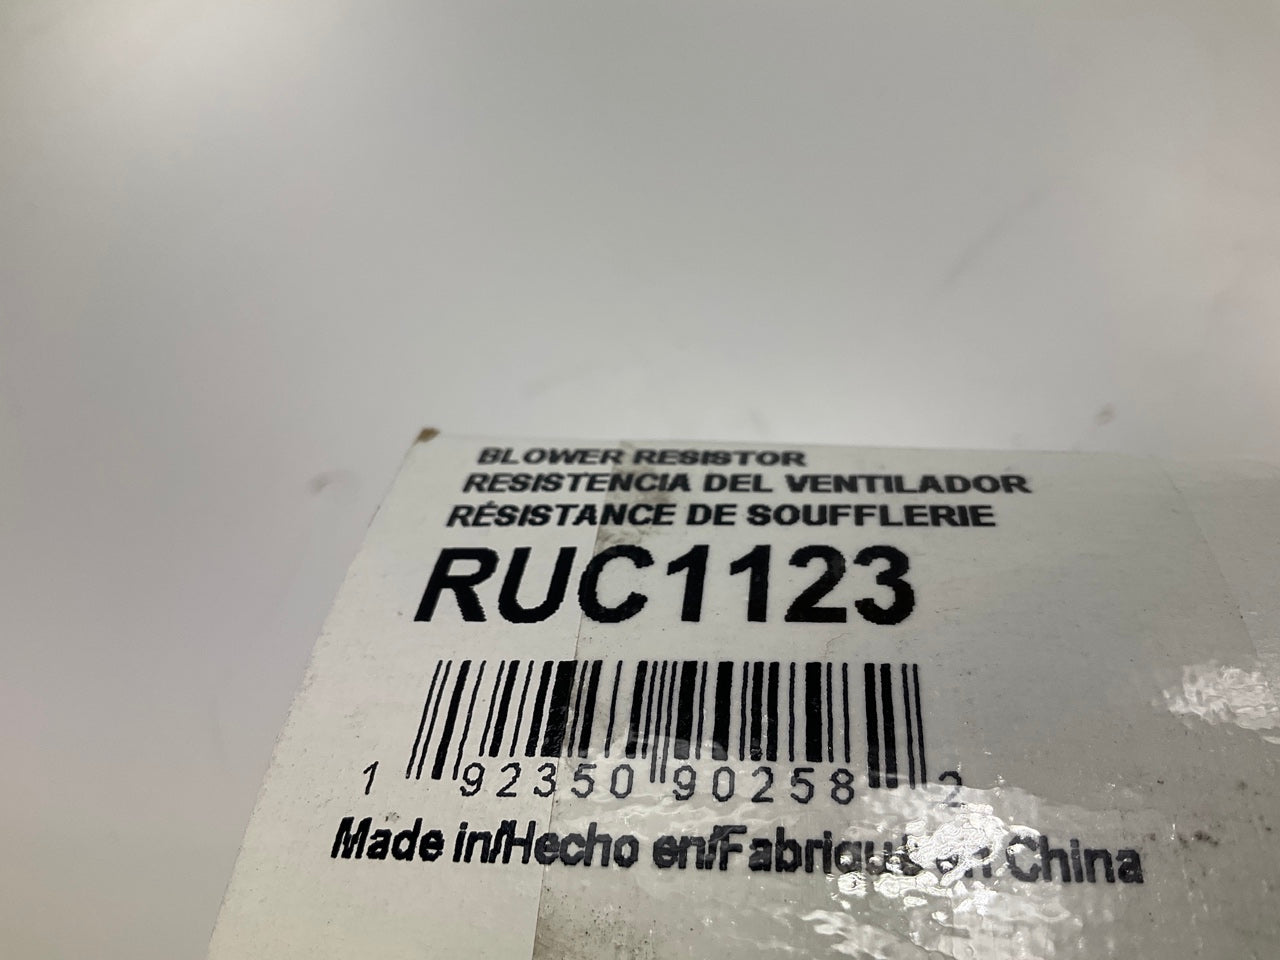 BLOWER RESISTOR
RESISTENCIA DEL VENTILADOR
RÉSISTANCE DE SOUFFLERIE
RUC1123
1 92350 90258 2
Made in/Hecho en/Fabriqué en China